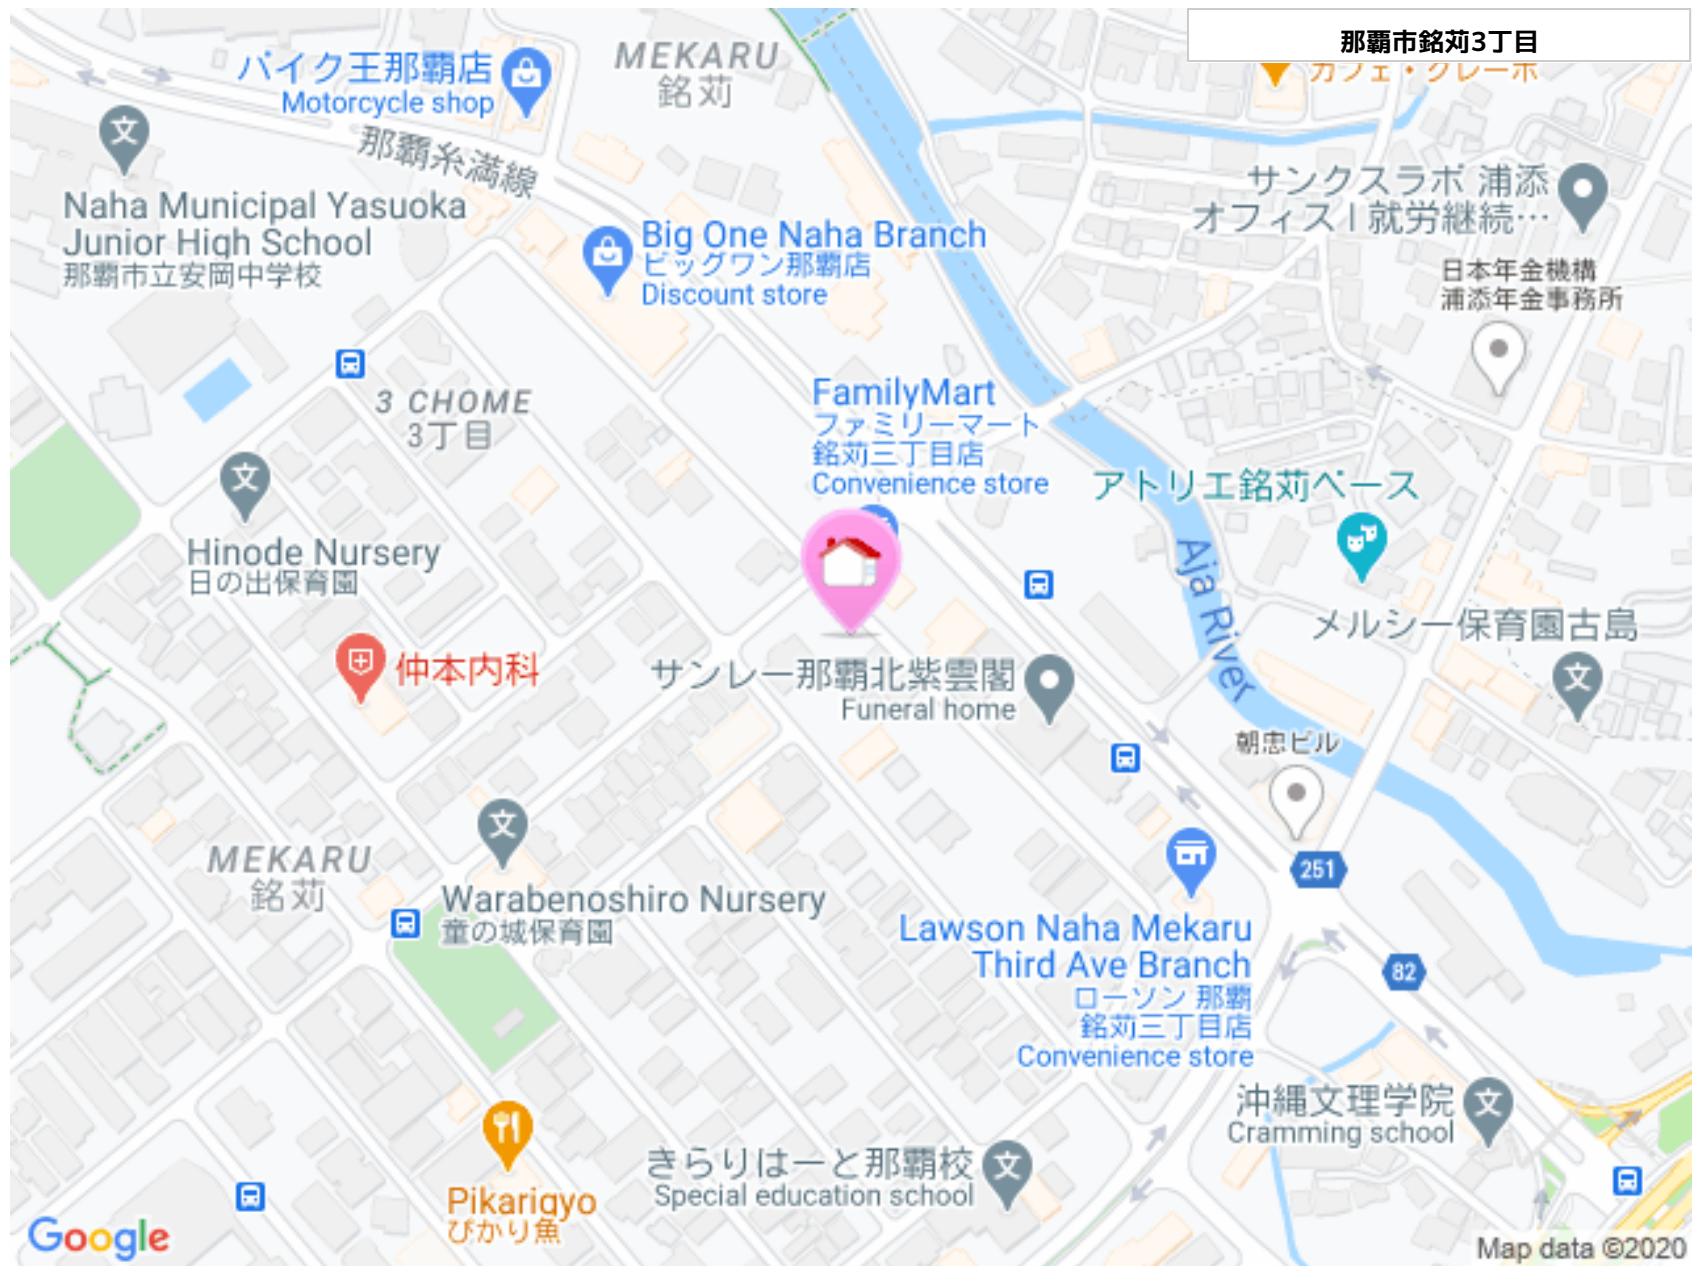 那覇市銘苅3丁目
カフェ・クレーポ
バイク王那覇店
Motorcycle shop
MEKARU
銘苅
那覇糸満線
Naha Municipal Yasuoka
Junior High School
那覇市立安岡中学校
Big One Naha Branch
ビッグワン那覇店
Discount store
サンクスラボ 浦添
オフィス | 就労継続…
日本年金機構
浦添年金事務所
3 CHOME
3丁目
FamilyMart
ファミリーマート
銘苅三丁目店
Convenience store
アトリエ銘苅ベース
Hinode Nursery
日の出保育園
Aja River
メルシー保育園古島
仲本内科
サンレー那覇北紫雲閣
Funeral home
朝忠ビル
MEKARU
銘苅
Warabenoshiro Nursery
童の城保育園
251
Lawson Naha Mekaru
Third Ave Branch
ローソン 那覇
銘苅三丁目店
Convenience store
82
沖縄文理学院
Cramming school
きらりはーと那覇校
Special education school
Pikarigyo
ぴかり魚
Google
Map data ©2020